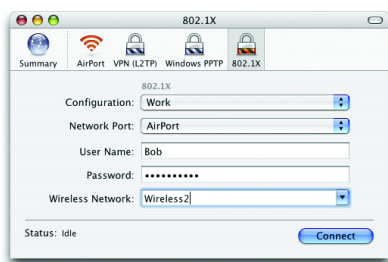 802.1X
Summary AirPort VPN (L2TP) Windows PPTP 802.1X
802.1X
Configuration: Work
Network Port: AirPort
User Name: Bob
Password: ••••••••••
Wireless Network: Wireless2
Status: Idle
Connect